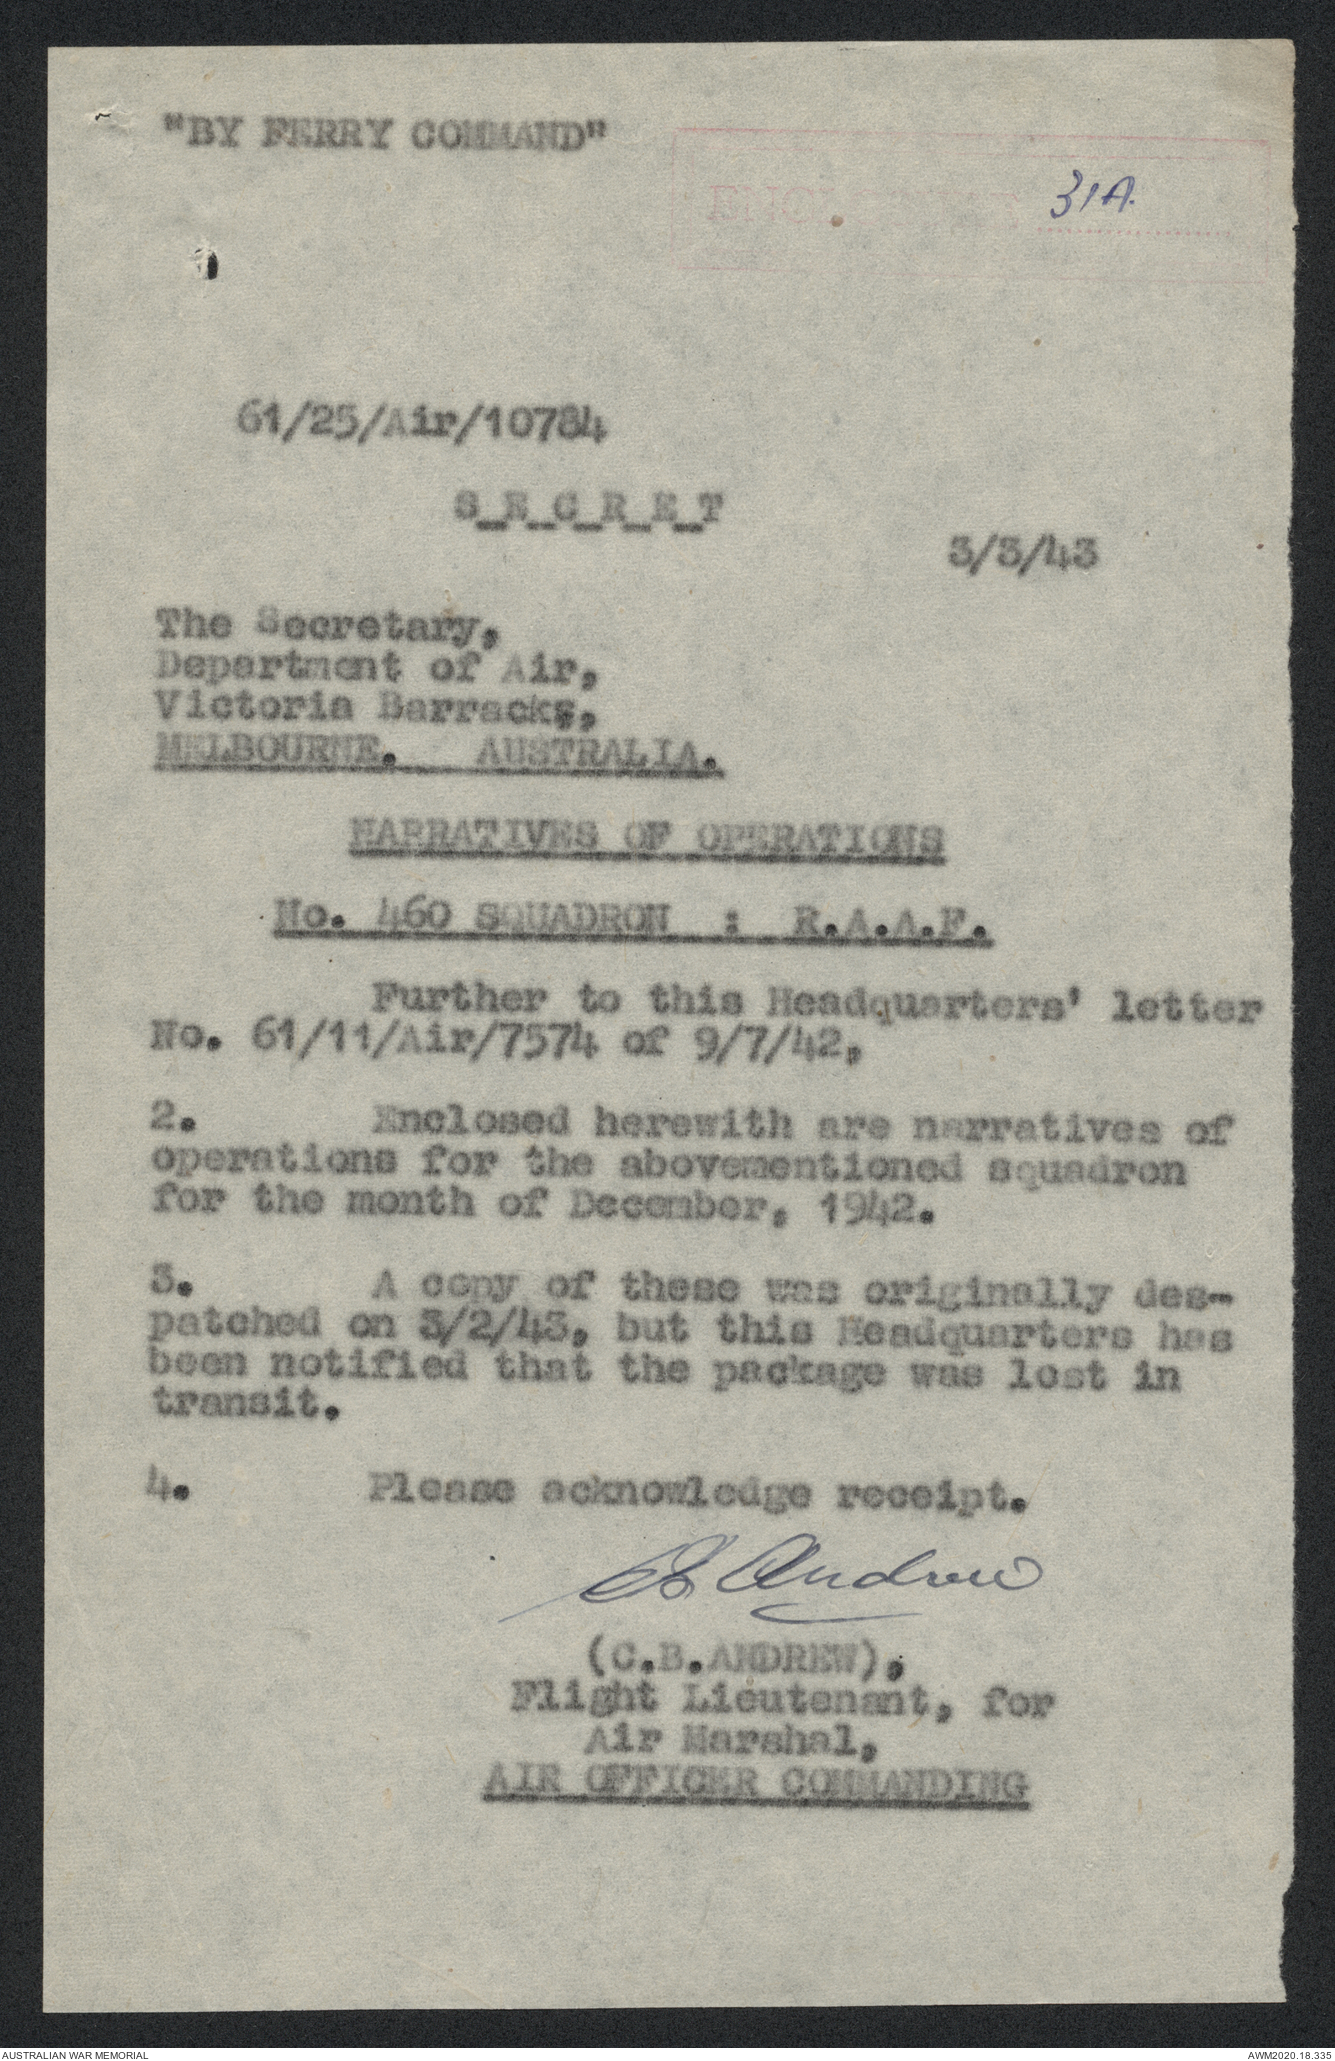 "BY FERRY COMMAND"
31A.
61/25/Air/10784
S_E_C_R_E_T
3/3/43
The Secretary,
Department of Air,
Victoria Barracks,
MELBOURNE. AUSTRALIA.
NARRATIVES OF OPERATIONS
No. 460 SQUADRON : R.A.A.F.
Further to this Headquarters' letter
No. 61/11/Air/7574 of 9/7/42,
2. Enclosed herewith are narratives of
operations for the abovementioned squadron
for the month of December, 1942.
3. A copy of these was originally des-
patched on 3/2/43, but this Headquarters has
been notified that the package was lost in
transit.
4. Please acknowledge receipt.
CB Andrew
(C.B.ANDREW),
Flight Lieutenant, for
Air Marshal,
AIR OFFICER COMMANDING
AUSTRALIAN WAR MEMORIAL
AWM2020.18.335